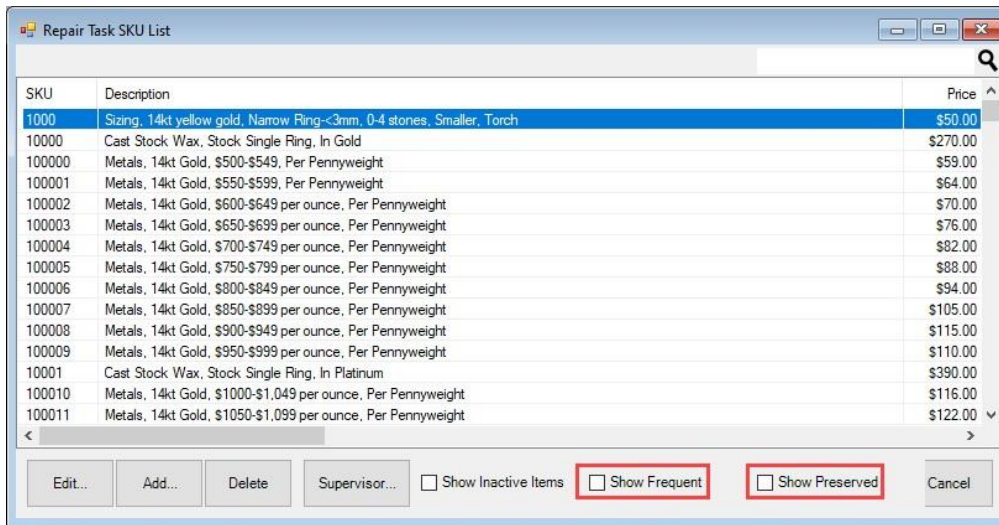 Repair Task SKU List
SKU Description Price
1000 Sizing, 14kt yellow gold, Narrow Ring-<3mm, 0-4 stones, Smaller, Torch $50.00
10000 Cast Stock Wax, Stock Single Ring, In Gold $270.00
100000 Metals, 14kt Gold, $500-$549, Per Pennyweight $59.00
100001 Metals, 14kt Gold, $550-$599, Per Pennyweight $64.00
100002 Metals, 14kt Gold, $600-$649 per ounce, Per Pennyweight $70.00
100003 Metals, 14kt Gold, $650-$699 per ounce, Per Pennyweight $76.00
100004 Metals, 14kt Gold, $700-$749 per ounce, Per Pennyweight $82.00
100005 Metals, 14kt Gold, $750-$799 per ounce, Per Pennyweight $88.00
100006 Metals, 14kt Gold, $800-$849 per ounce, Per Pennyweight $94.00
100007 Metals, 14kt Gold, $850-$899 per ounce, Per Pennyweight $105.00
100008 Metals, 14kt Gold, $900-$949 per ounce, Per Pennyweight $115.00
100009 Metals, 14kt Gold, $950-$999 per ounce, Per Pennyweight $110.00
10001 Cast Stock Wax, Stock Single Ring, In Platinum $390.00
100010 Metals, 14kt Gold, $1000-$1,049 per ounce, Per Pennyweight $116.00
100011 Metals, 14kt Gold, $1050-$1,099 per ounce, Per Pennyweight $122.00
Edit... Add... Delete Supervisor... Show Inactive Items Show Frequent Show Preserved Cancel